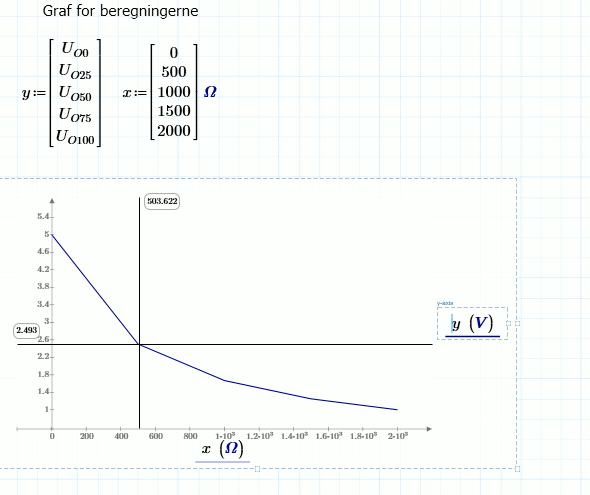 Graf for beregningerne
y:= [U_O0 U_O25 U_O50 U_O75 U_O100] x:= [0 500 1000 1500 2000] Ω
503.622
5.4
5
4.6
4.2
3.8
3.4
3
2.6
2.493
2.2
1.8
1.4
1
y-axis
y (V)
0 200 400 600 800 1·10³ 1.2·10³ 1.4·10³ 1.6·10³ 1.8·10³ 2·10³
x (Ω)